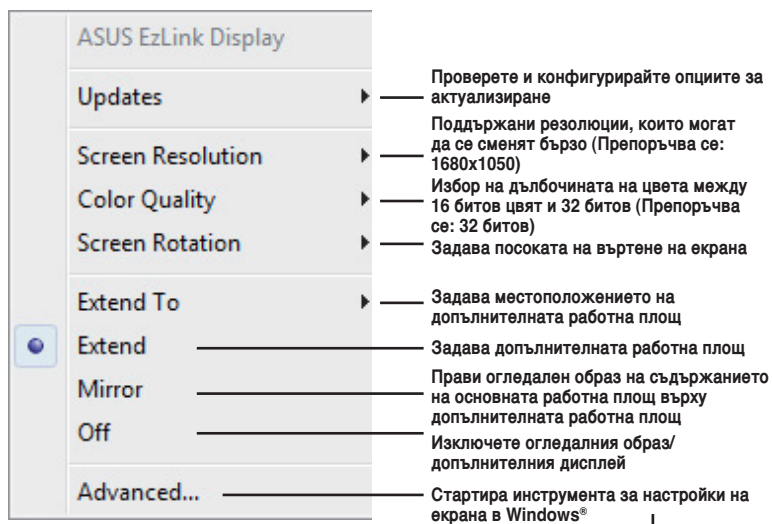 ASUS EzLink Display
Updates
Проверете и конфигурирайте опциите за
актуализиране
Screen Resolution
Поддържани резолюции, които могат
да се сменят бързо (Препоръчва се:
1680x1050)
Color Quality
Избор на дълбочината на цвета между
16 битов цвят и 32 битов (Препоръчва
се: 32 битов)
Screen Rotation
Задава посоката на въртене на екрана
Extend To
Задава местоположението на
допълнителната работна площ
Extend
Задава допълнителната работна площ
Mirror
Прави огледален образ на съдържанието
на основната работна площ върху
допълнителната работна площ
Off
Изключете огледалния образ/
допълнителния дисплей
Advanced...
Стартира инструмента за настройки на
екрана в Windows®